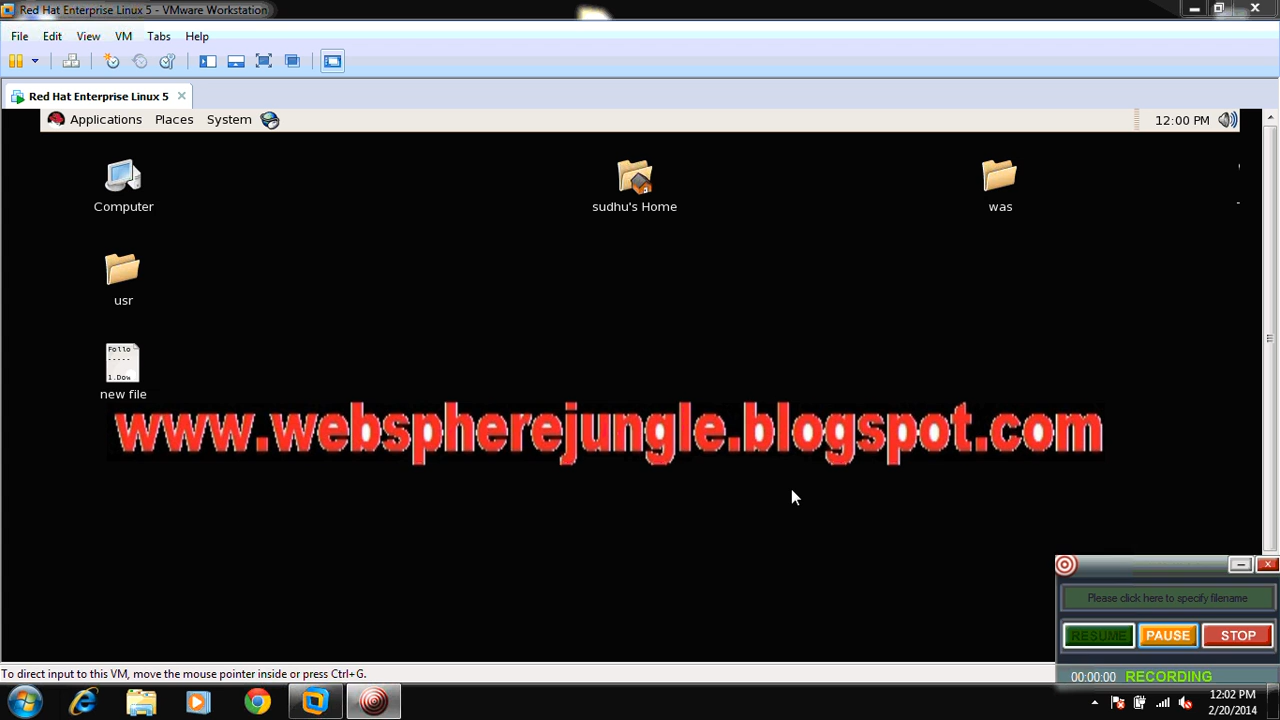 Red Hat Enterprise Linux 5 - VMware Workstation
File Edit View VM Tabs Help
Red Hat Enterprise Linux 5
Applications Places System 12:00 PM
Computer sudhu's Home was
usr
Follo
-----
1.Dow
new file
www.webspherejungle.blogspot.com
Please click here to specify filename
RESUME PAUSE STOP
To direct input to this VM, move the mouse pointer inside or press Ctrl+G.
00:00:00 RECORDING
12:02 PM
2/20/2014